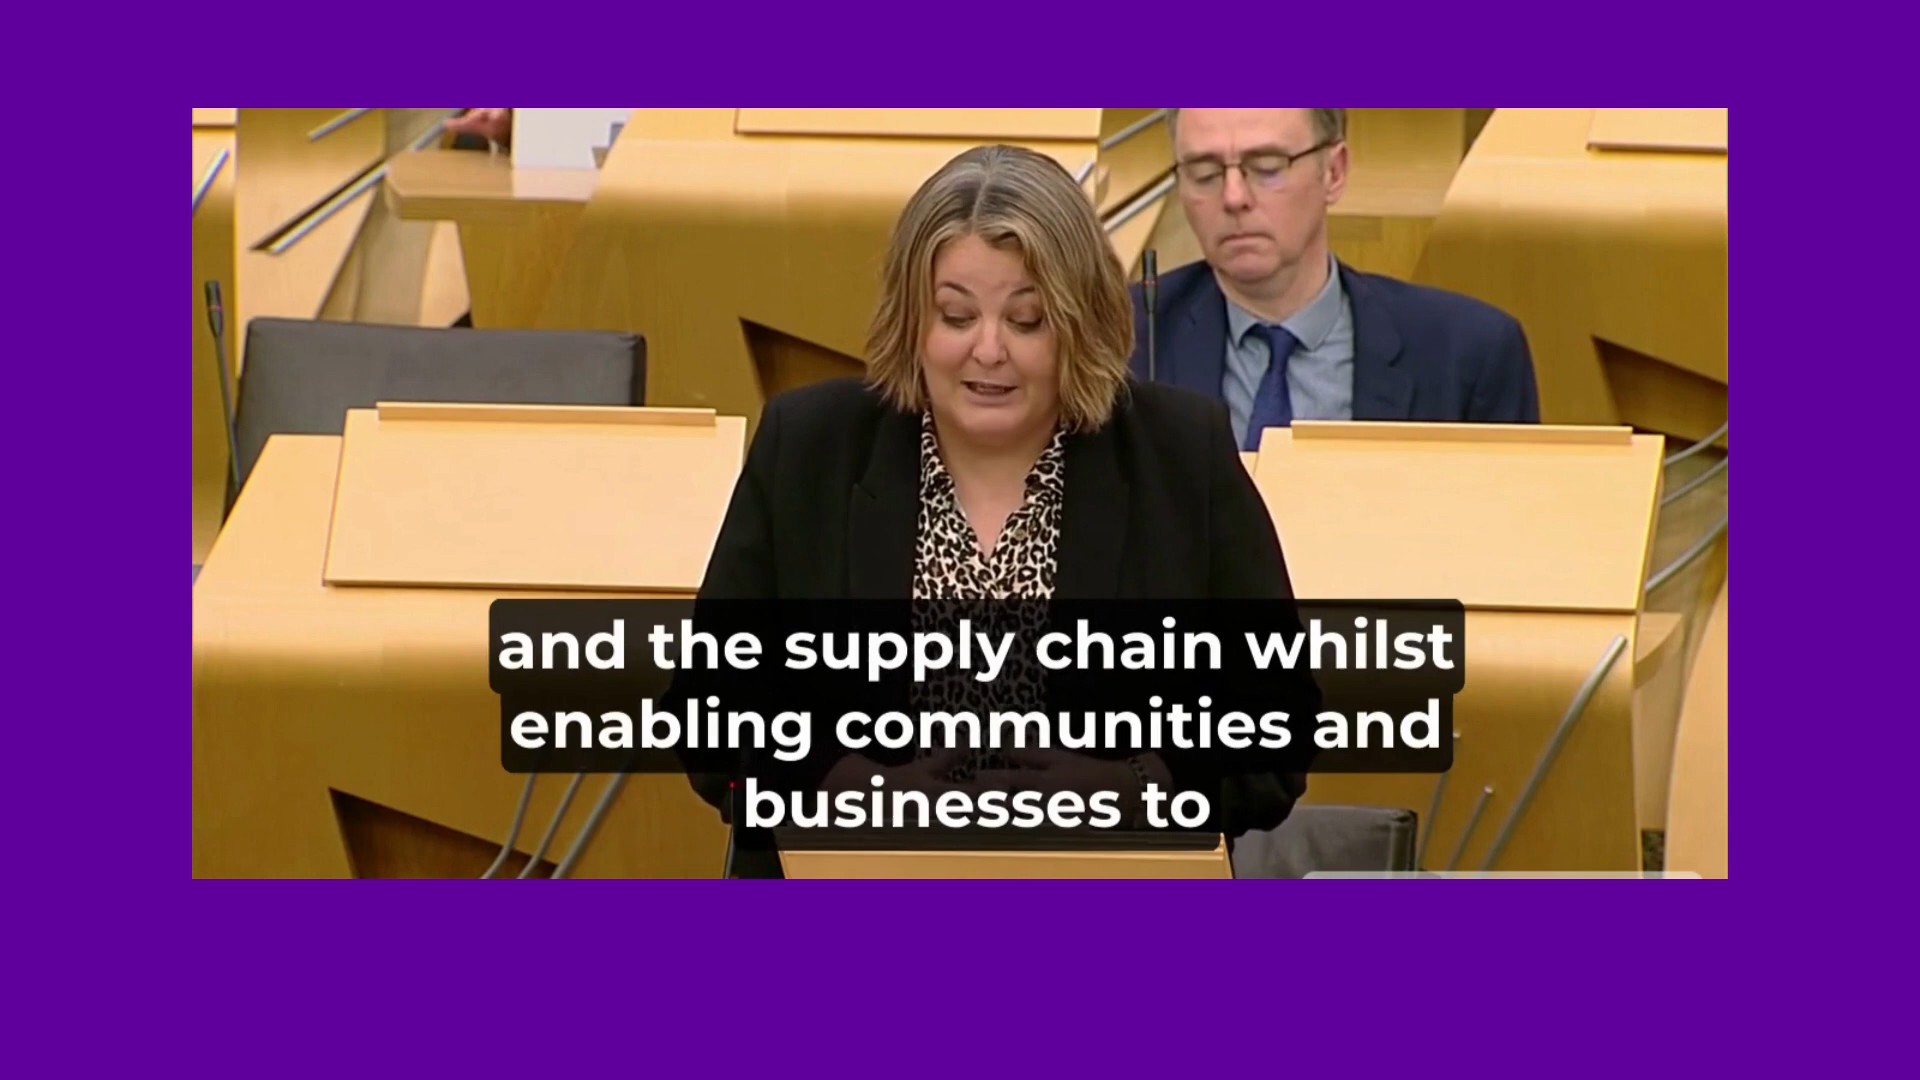 and the supply chain whilst
enabling communities and
businesses to